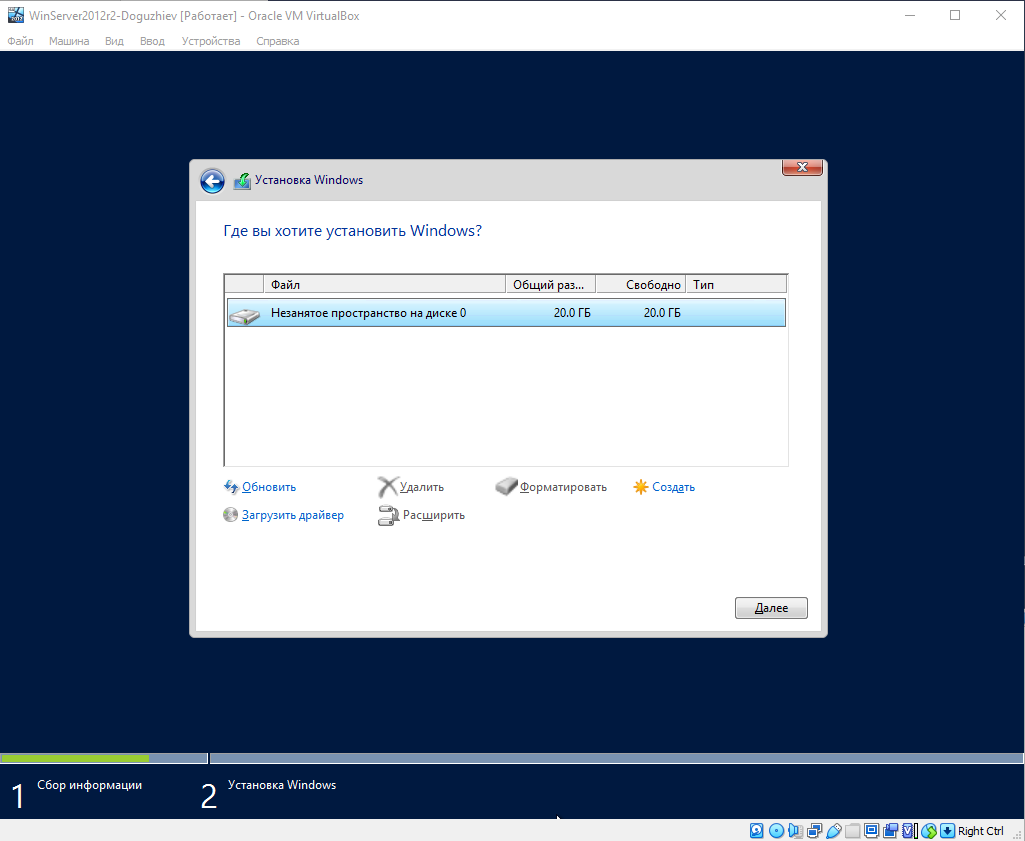 WinServer2012r2-Doguzhiev [Работает] - Oracle VM VirtualBox
Файл Машина Вид Ввод Устройства Справка
Установка Windows
Где вы хотите установить Windows?
Файл Общий раз... Свободно Тип
Незанятое пространство на диске 0 20.0 ГБ 20.0 ГБ
Обновить Удалить Форматировать Создать
Загрузить драйвер Расширить
Далее
1 Сбор информации 2 Установка Windows
Right Ctrl